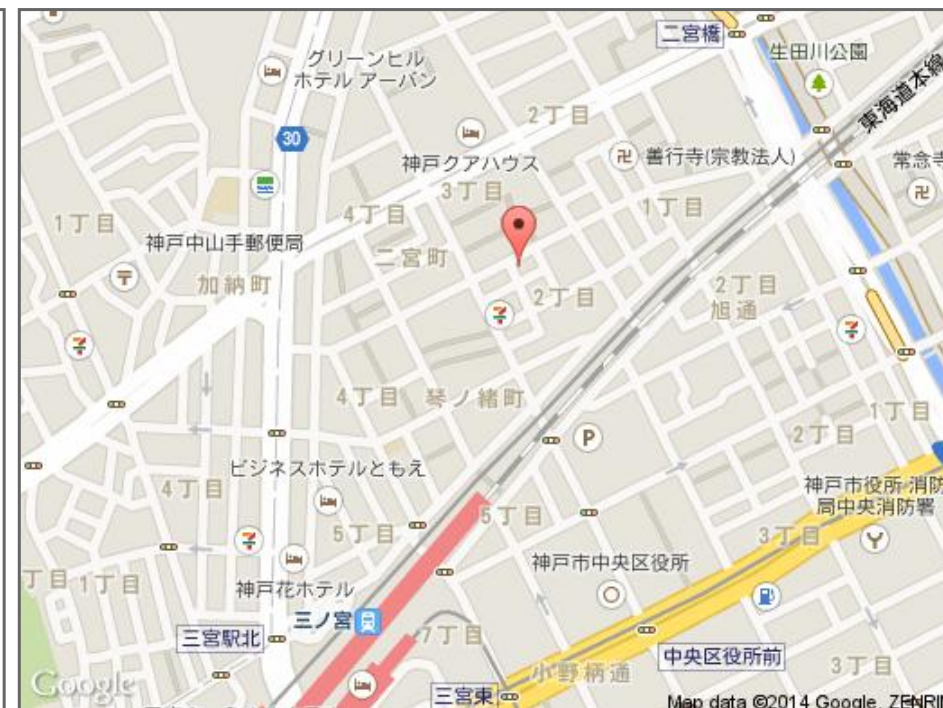 二宮橋
生田川公園
グリーンヒル
ホテル アーバン
東海道本線
2丁目
30
神戸クアハウス
善行寺(宗教法人)
常念寺
3丁目
1丁目
4丁目
1丁目
神戸中山手郵便局
二宮町
加納町
2丁目
2丁目
旭通
4丁目
琴ノ緒町
1丁目
2丁目
P
ビジネスホテルともえ
4丁目
神戸市役所 消防
局中央消防署
5丁目
5丁目
3丁目
神戸市中央区役所
丁目
1丁目
神戸花ホテル
三ノ宮
三宮駅北
7丁目
中央区役所前
小野柄通
3丁目
Google
三宮東
Map data ©2014 Google, ZENRI